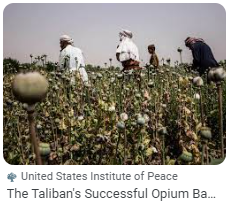 United States Institute of Peace
The Taliban's Successful Opium Ba...